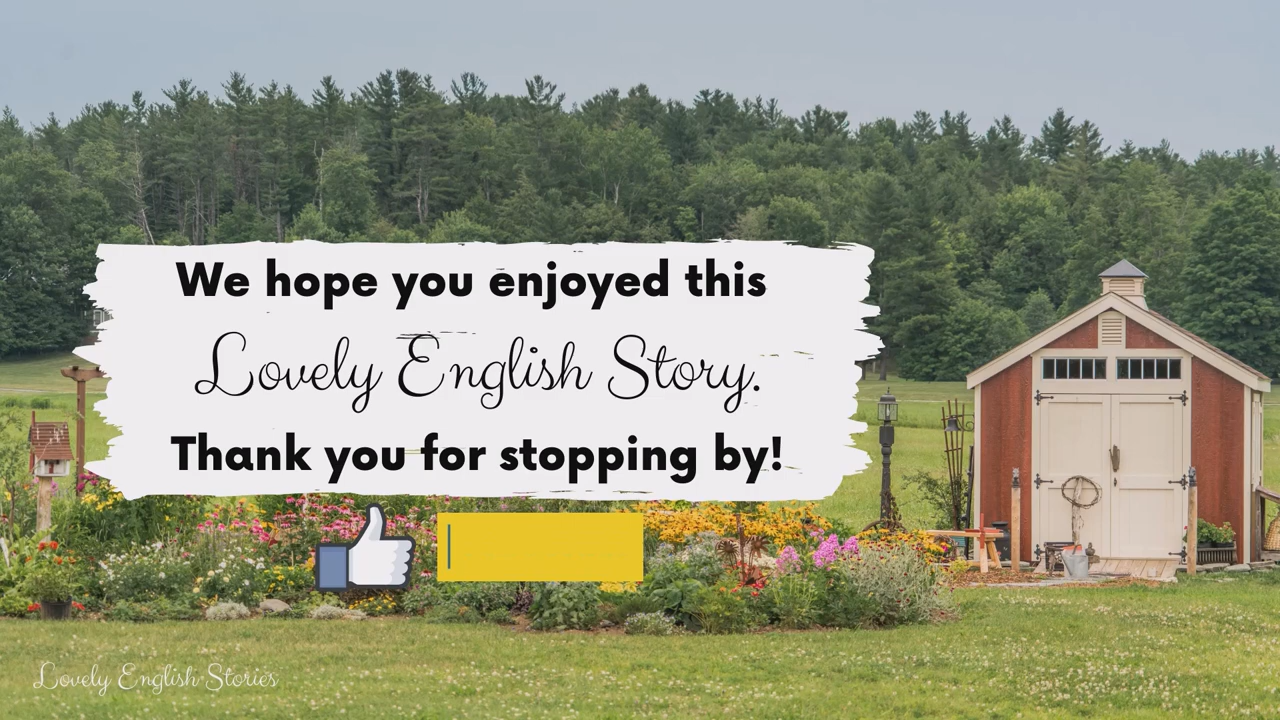 We hope you enjoyed this
Lovely English Story.
Thank you for stopping by!
Lovely English Stories